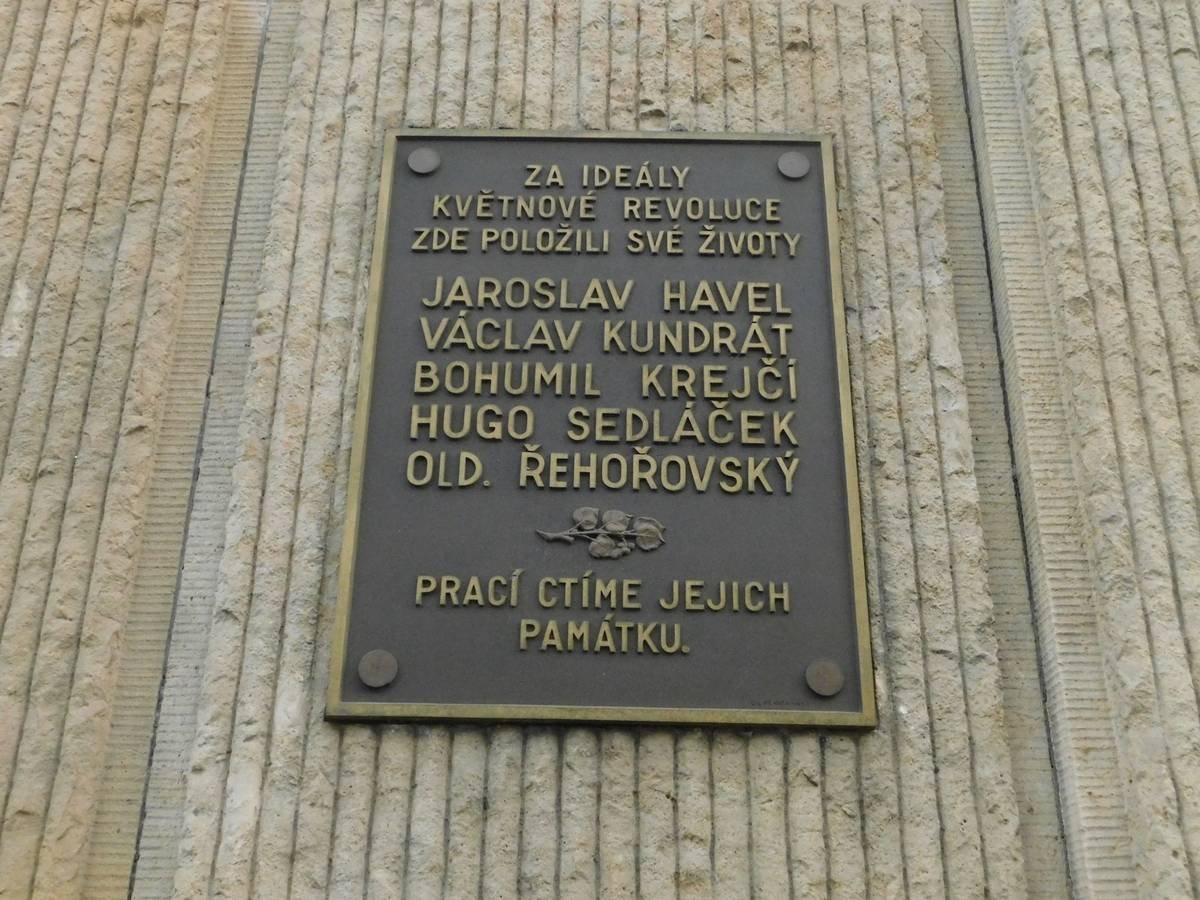 ZA IDEÁLY
KVĚTNOVÉ REVOLUCE
ZDE POLOŽILI SVÉ ŽIVOTY
JAROSLAV HAVEL
VÁCLAV KUNDRÁT
BOHUMIL KREJČÍ
HUGO SEDLÁČEK
OLD. ŘEHOŘOVSKÝ
PRACÍ CTÍME JEJICH
PAMÁTKU.